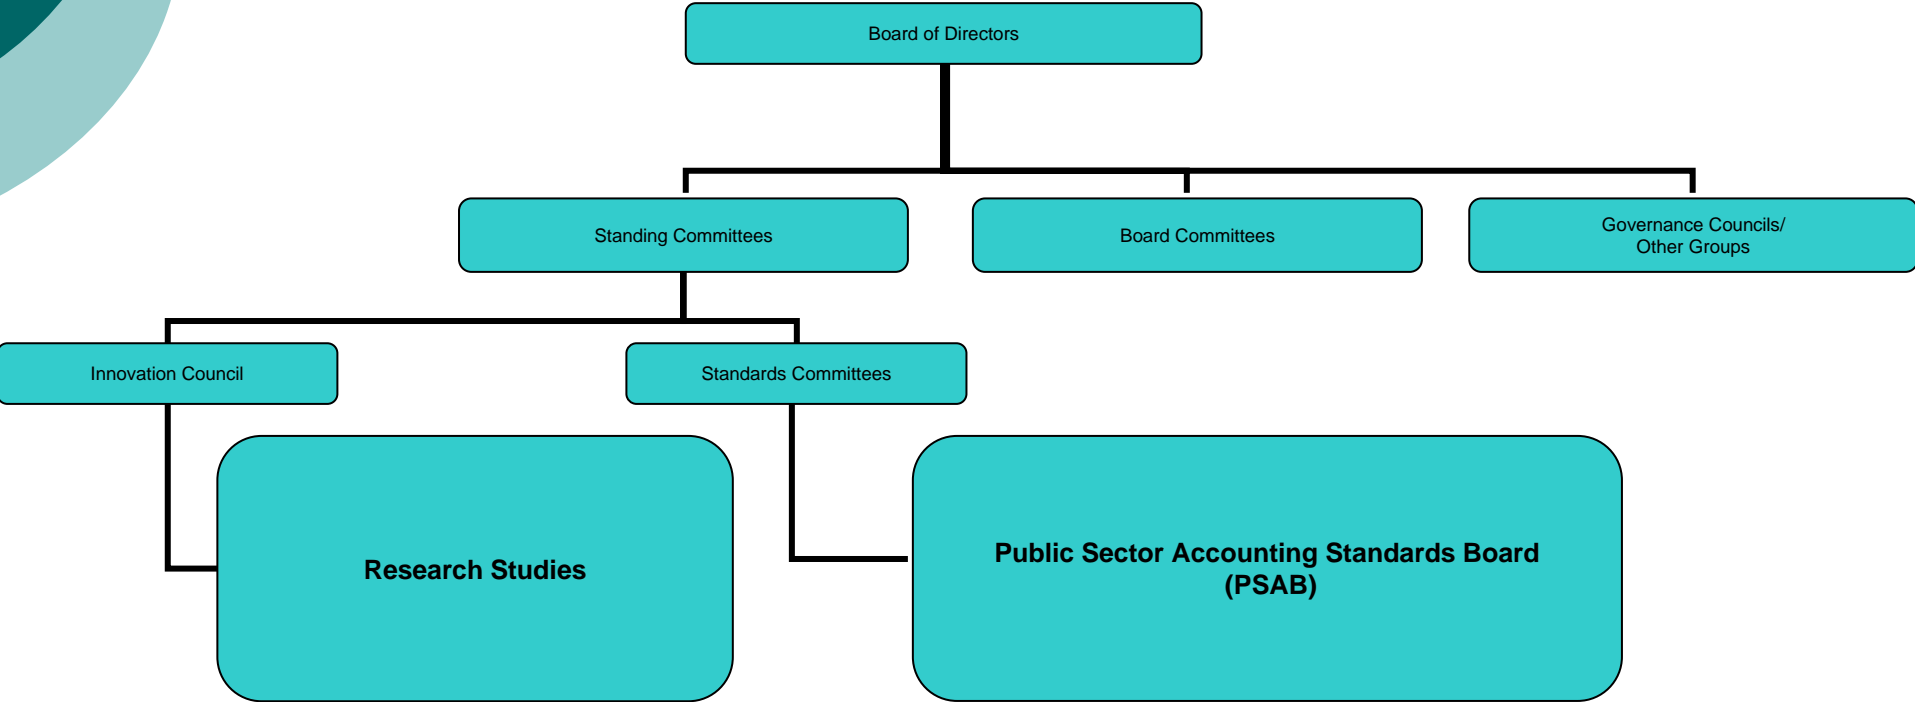 Board of Directors
Standing Committees
Board Committees
Governance Councils/
Other Groups
Innovation Council
Standards Committees
Research Studies
Public Sector Accounting Standards Board
(PSAB)